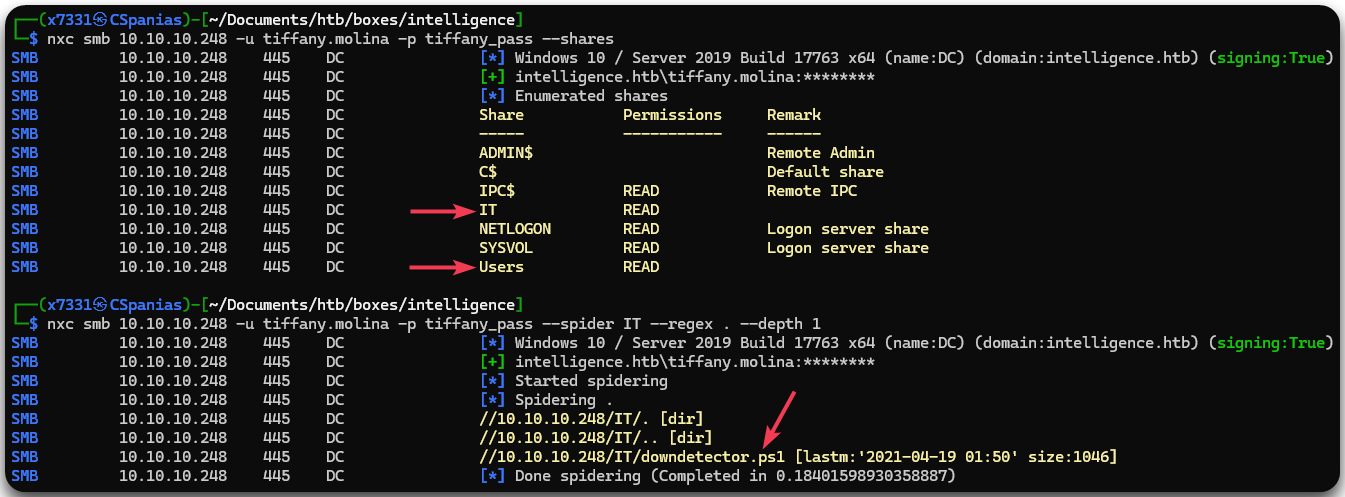 ┌──(x7331㉿CSpanias)-[~/Documents/htb/boxes/intelligence]
└─$ nxc smb 10.10.10.248 -u tiffany.molina -p tiffany_pass --shares
SMB 10.10.10.248 445 DC [*] Windows 10 / Server 2019 Build 17763 x64 (name:DC) (domain:intelligence.htb) (signing:True)
SMB 10.10.10.248 445 DC [+] intelligence.htb\tiffany.molina:********
SMB 10.10.10.248 445 DC [*] Enumerated shares
SMB 10.10.10.248 445 DC Share Permissions Remark
SMB 10.10.10.248 445 DC ----- ----------- ------
SMB 10.10.10.248 445 DC ADMIN$ Remote Admin
SMB 10.10.10.248 445 DC C$ Default share
SMB 10.10.10.248 445 DC IPC$ READ Remote IPC
SMB 10.10.10.248 445 DC IT READ
SMB 10.10.10.248 445 DC NETLOGON READ Logon server share
SMB 10.10.10.248 445 DC SYSVOL READ Logon server share
SMB 10.10.10.248 445 DC Users READ
┌──(x7331㉿CSpanias)-[~/Documents/htb/boxes/intelligence]
└─$ nxc smb 10.10.10.248 -u tiffany.molina -p tiffany_pass --spider IT --regex . --depth 1
SMB 10.10.10.248 445 DC [*] Windows 10 / Server 2019 Build 17763 x64 (name:DC) (domain:intelligence.htb) (signing:True)
SMB 10.10.10.248 445 DC [+] intelligence.htb\tiffany.molina:********
SMB 10.10.10.248 445 DC [*] Started spidering
SMB 10.10.10.248 445 DC [*] Spidering .
SMB 10.10.10.248 445 DC //10.10.10.248/IT/. [dir]
SMB 10.10.10.248 445 DC //10.10.10.248/IT/.. [dir]
SMB 10.10.10.248 445 DC //10.10.10.248/IT/downdetector.ps1 [lastm:'2021-04-19 01:50' size:1046]
SMB 10.10.10.248 445 DC [*] Done spidering (Completed in 0.18401598930358887)